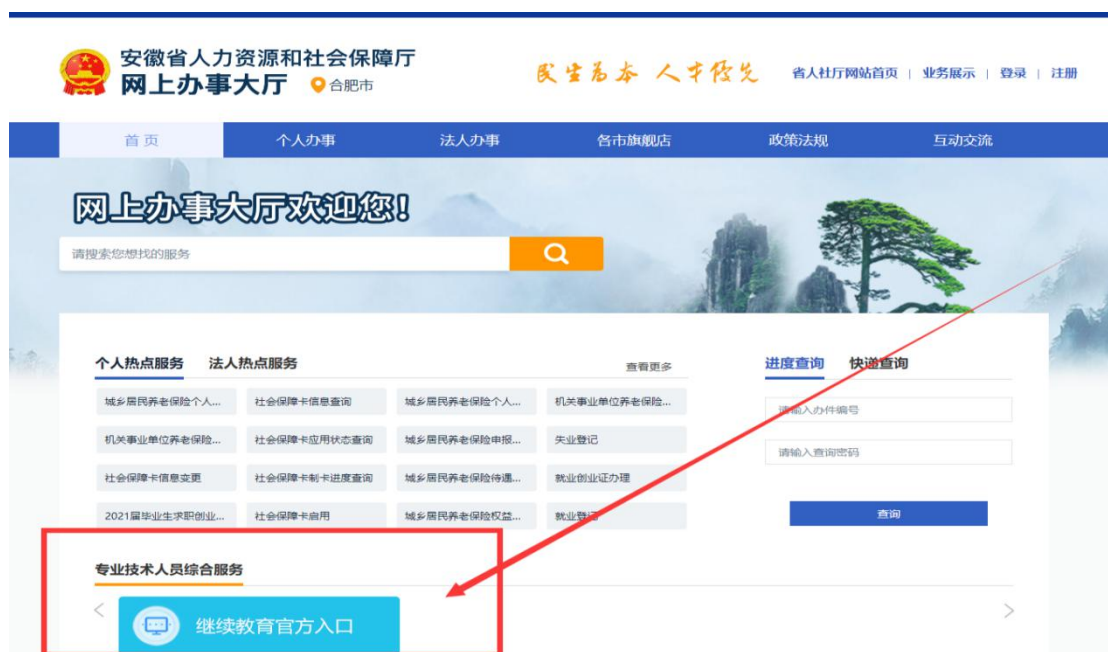 安徽省人力资源和社会保障厅
网上办事大厅 合肥市
民生为本 人才优先
省人社厅网站首页 | 业务展示 | 登录 | 注册
首页 个人办事 法人办事 各市旗舰店 政策法规 互动交流
网上办事大厅欢迎您!
请搜索您想找的服务
个人热点服务 法人热点服务 查看更多
进度查询 快递查询
城乡居民养老保险个人... 社会保障卡信息查询 城乡居民养老保险个人... 机关事业单位养老保险...
请输入办件编号
机关事业单位养老保险... 社会保障卡应用状态查询 城乡居民养老保险申报... 失业登记
请输入查询密码
社会保障卡信息变更 社会保障卡制卡进度查询 城乡居民养老保险待遇... 就业创业证办理
2021届毕业生求职创业... 社会保障卡启用 城乡居民养老保险权益... 就业登记
查询
专业技术人员综合服务
继续教育官方入口